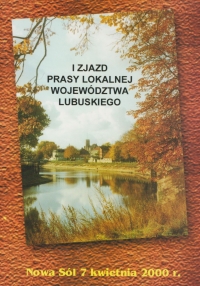 I ZJAZD
PRASY LOKALNEJ
WOJEWÓDZTWA
LUBUSKIEGO
Nowa Sól 7 kwietnia 2000 r.